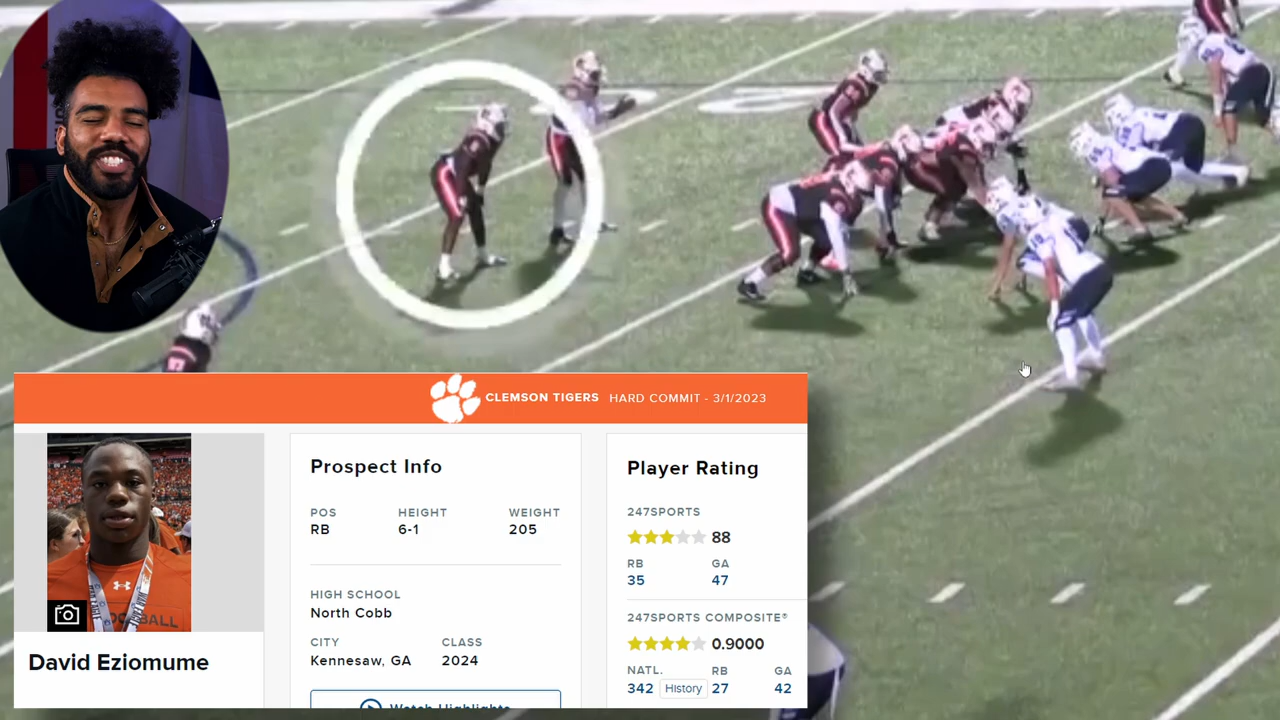 CLEMSON TIGERS HARD COMMIT - 3/1/2023
David Eziomume
Prospect Info
POS HEIGHT WEIGHT
RB 6-1 205
HIGH SCHOOL
North Cobb
CITY CLASS
Kennesaw, GA 2024
Watch Highlights
Player Rating
247SPORTS
88
RB GA
35 47
247SPORTS COMPOSITE®
0.9000
NATL. RB GA
342 History 27 42